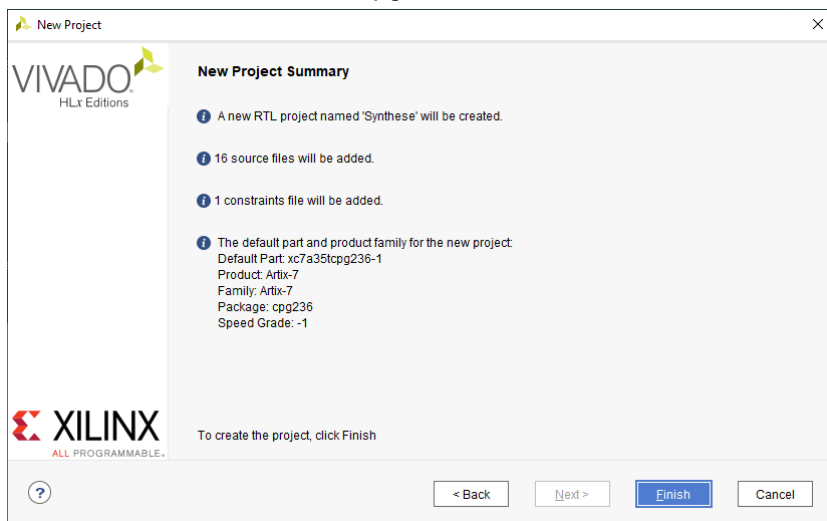 New Project
VIVADO
HLx Editions
New Project Summary
A new RTL project named 'Synthese' will be created.
16 source files will be added.
1 constraints file will be added.
The default part and product family for the new project:
Default Part: xc7a35tcpg236-1
Product: Artix-7
Family: Artix-7
Package: cpg236
Speed Grade: -1
XILINX
ALL PROGRAMMABLE.
To create the project, click Finish
?
< Back
Next >
Finish
Cancel